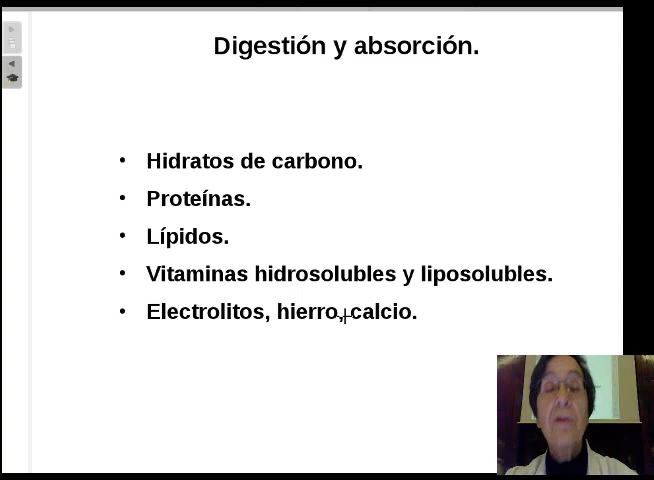 Digestión y absorción.
• Hidratos de carbono.
• Proteínas.
• Lípidos.
• Vitaminas hidrosolubles y liposolubles.
• Electrolitos, hierro, calcio.